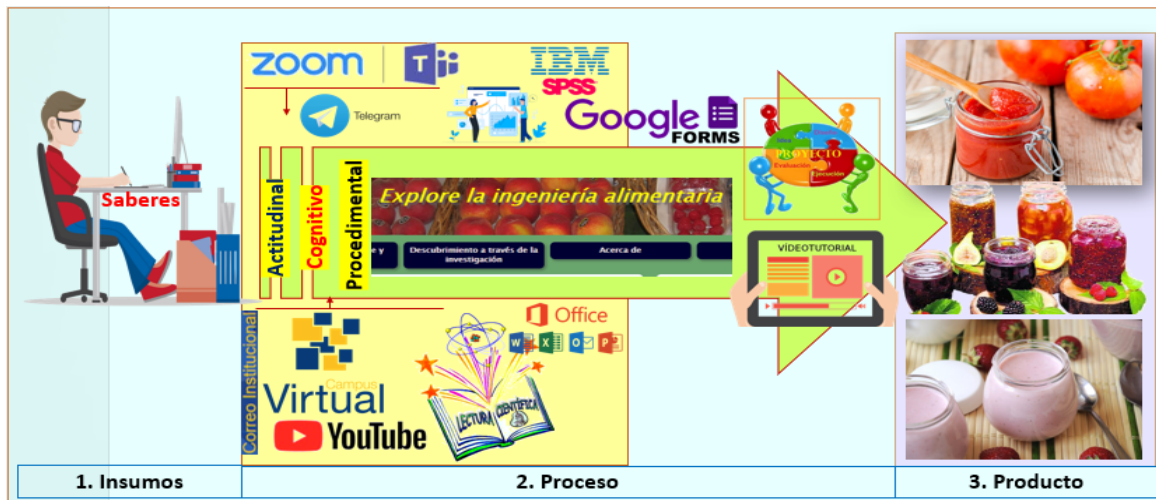 zoom
Telegram
IBM
SPSS
Google
FORMS
Saberes
Actitudinal
Cognitivo
Procedimental
Explore la ingeniería alimentaria
e y
Descubrimiento a través de la
investigación
Acerca de
PROYECTO
Evaluación
Ejecución
VÍDEOTUTORIAL
Correo Institucional
Campus
Virtual
YouTube
LECTURA
CIENTÍFICA
Office
W X O P
1. Insumos
2. Proceso
3. Producto